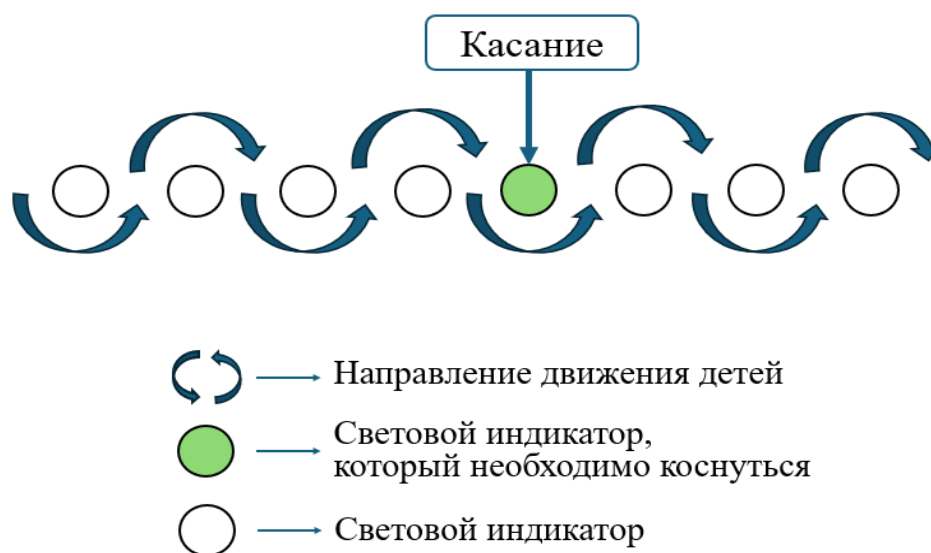 Касание
Направление движения детей
Световой индикатор,
который необходимо коснуться
Световой индикатор